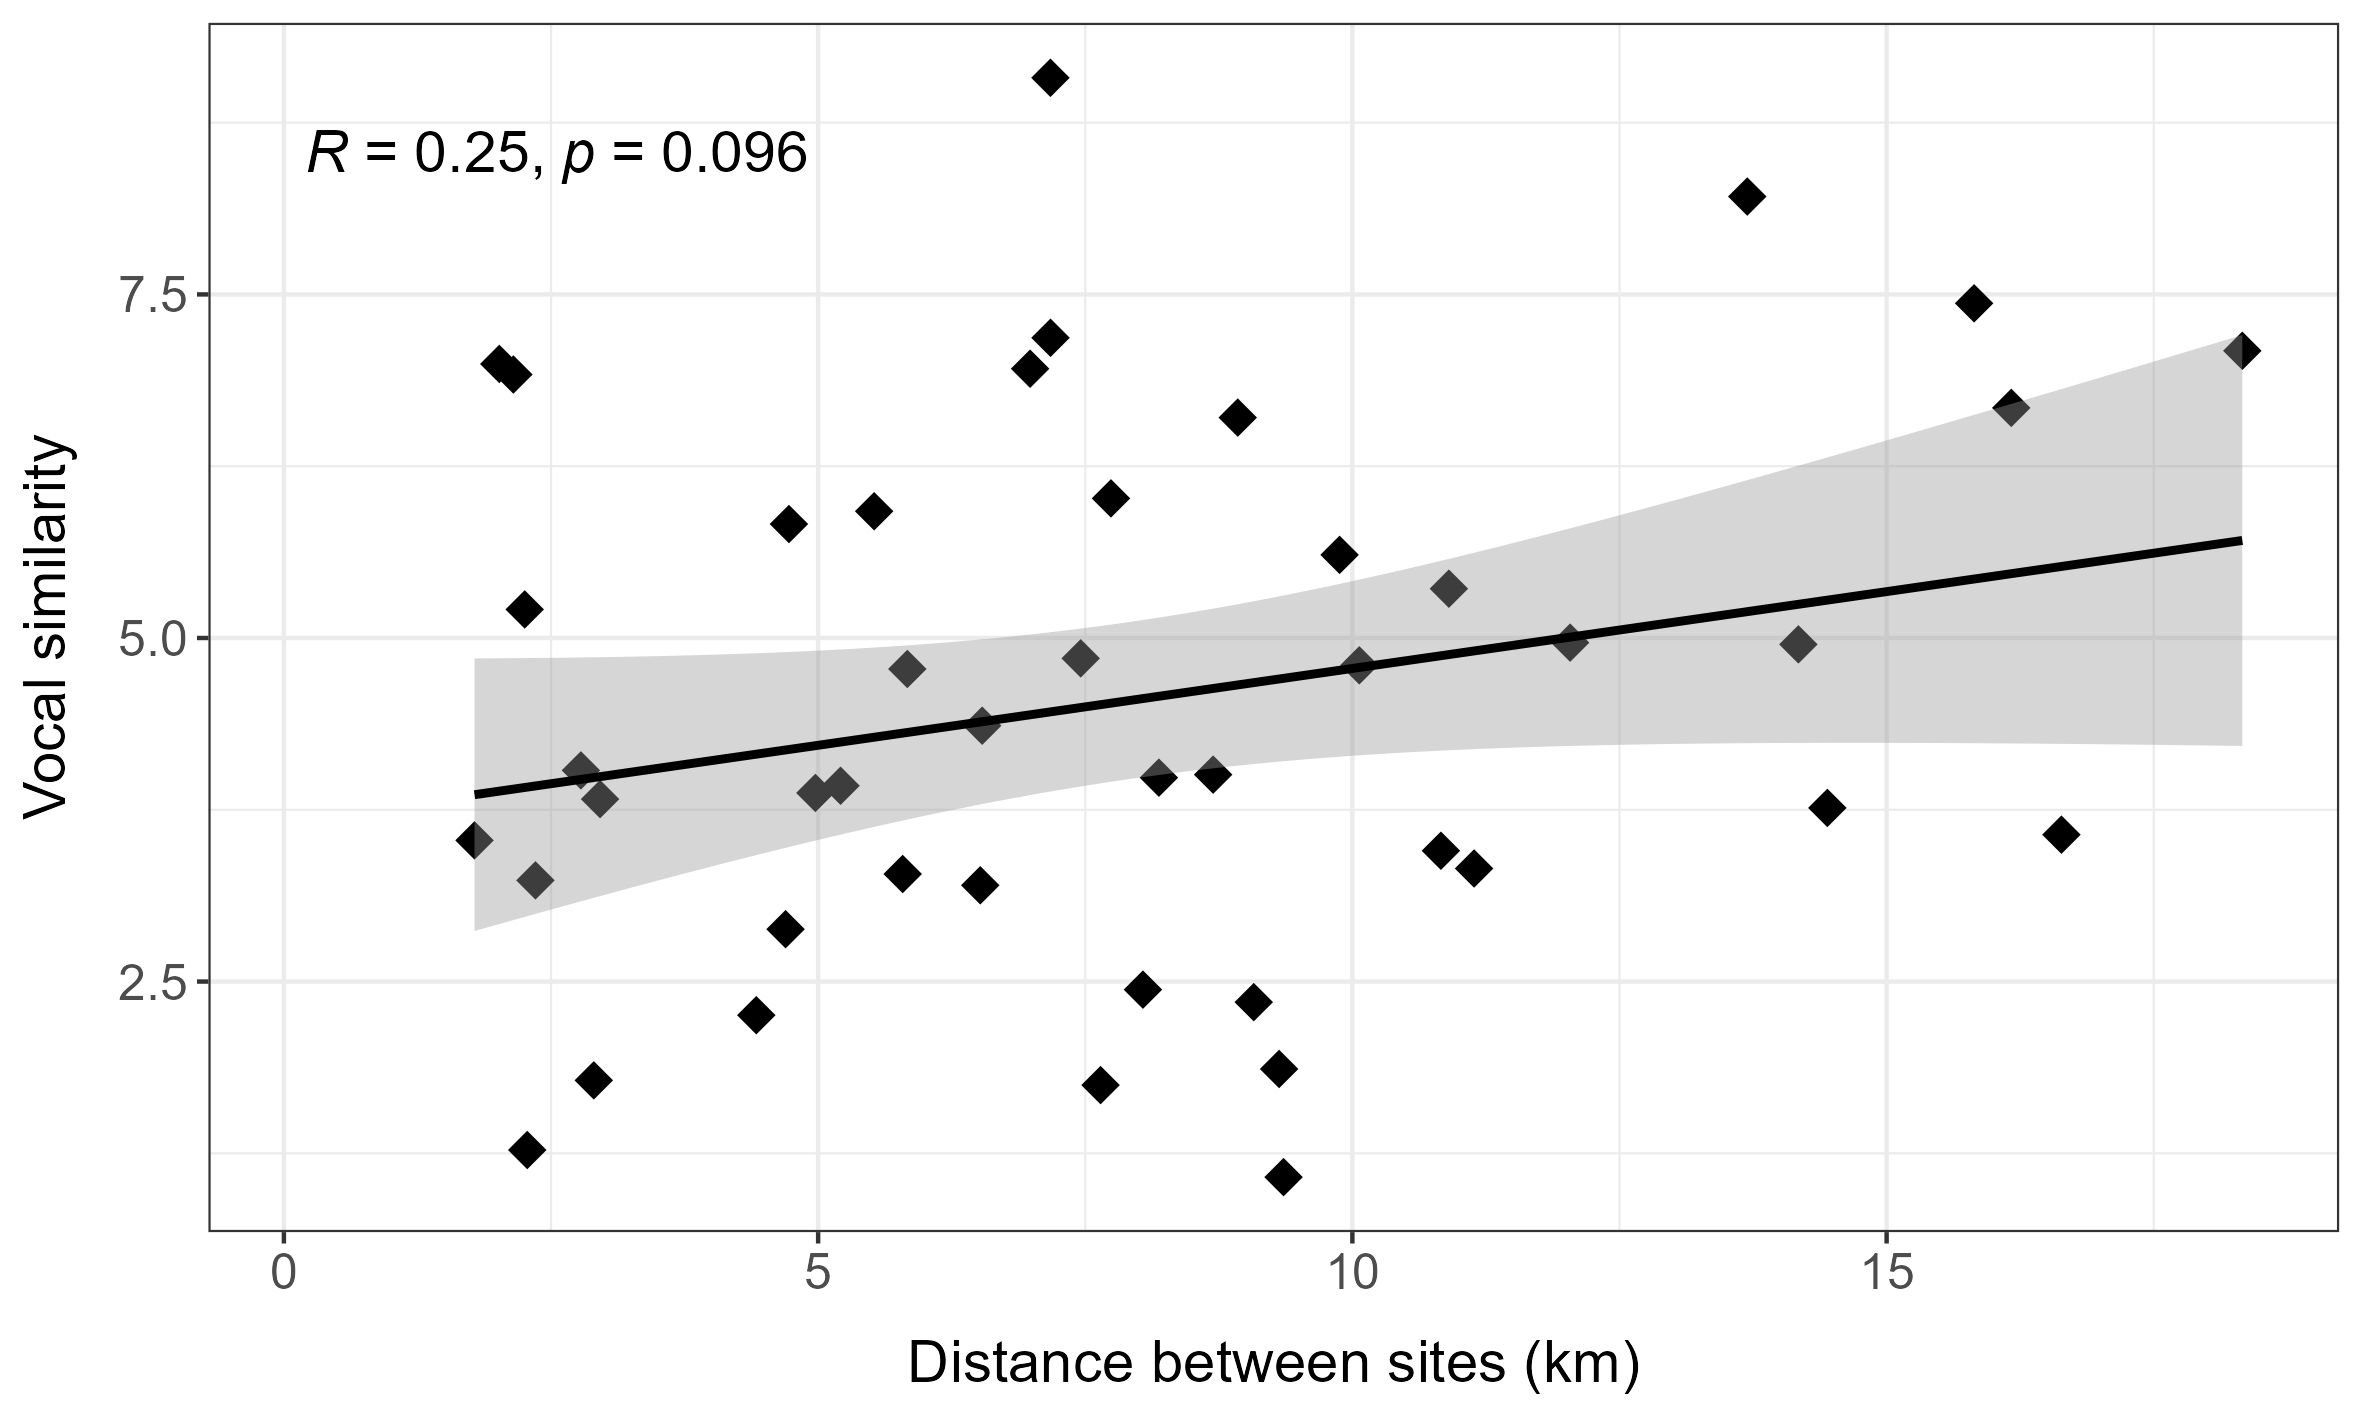 R = 0.25, p = 0.096
7.5
5.0
2.5
Vocal similarity
0 5 10 15
Distance between sites (km)